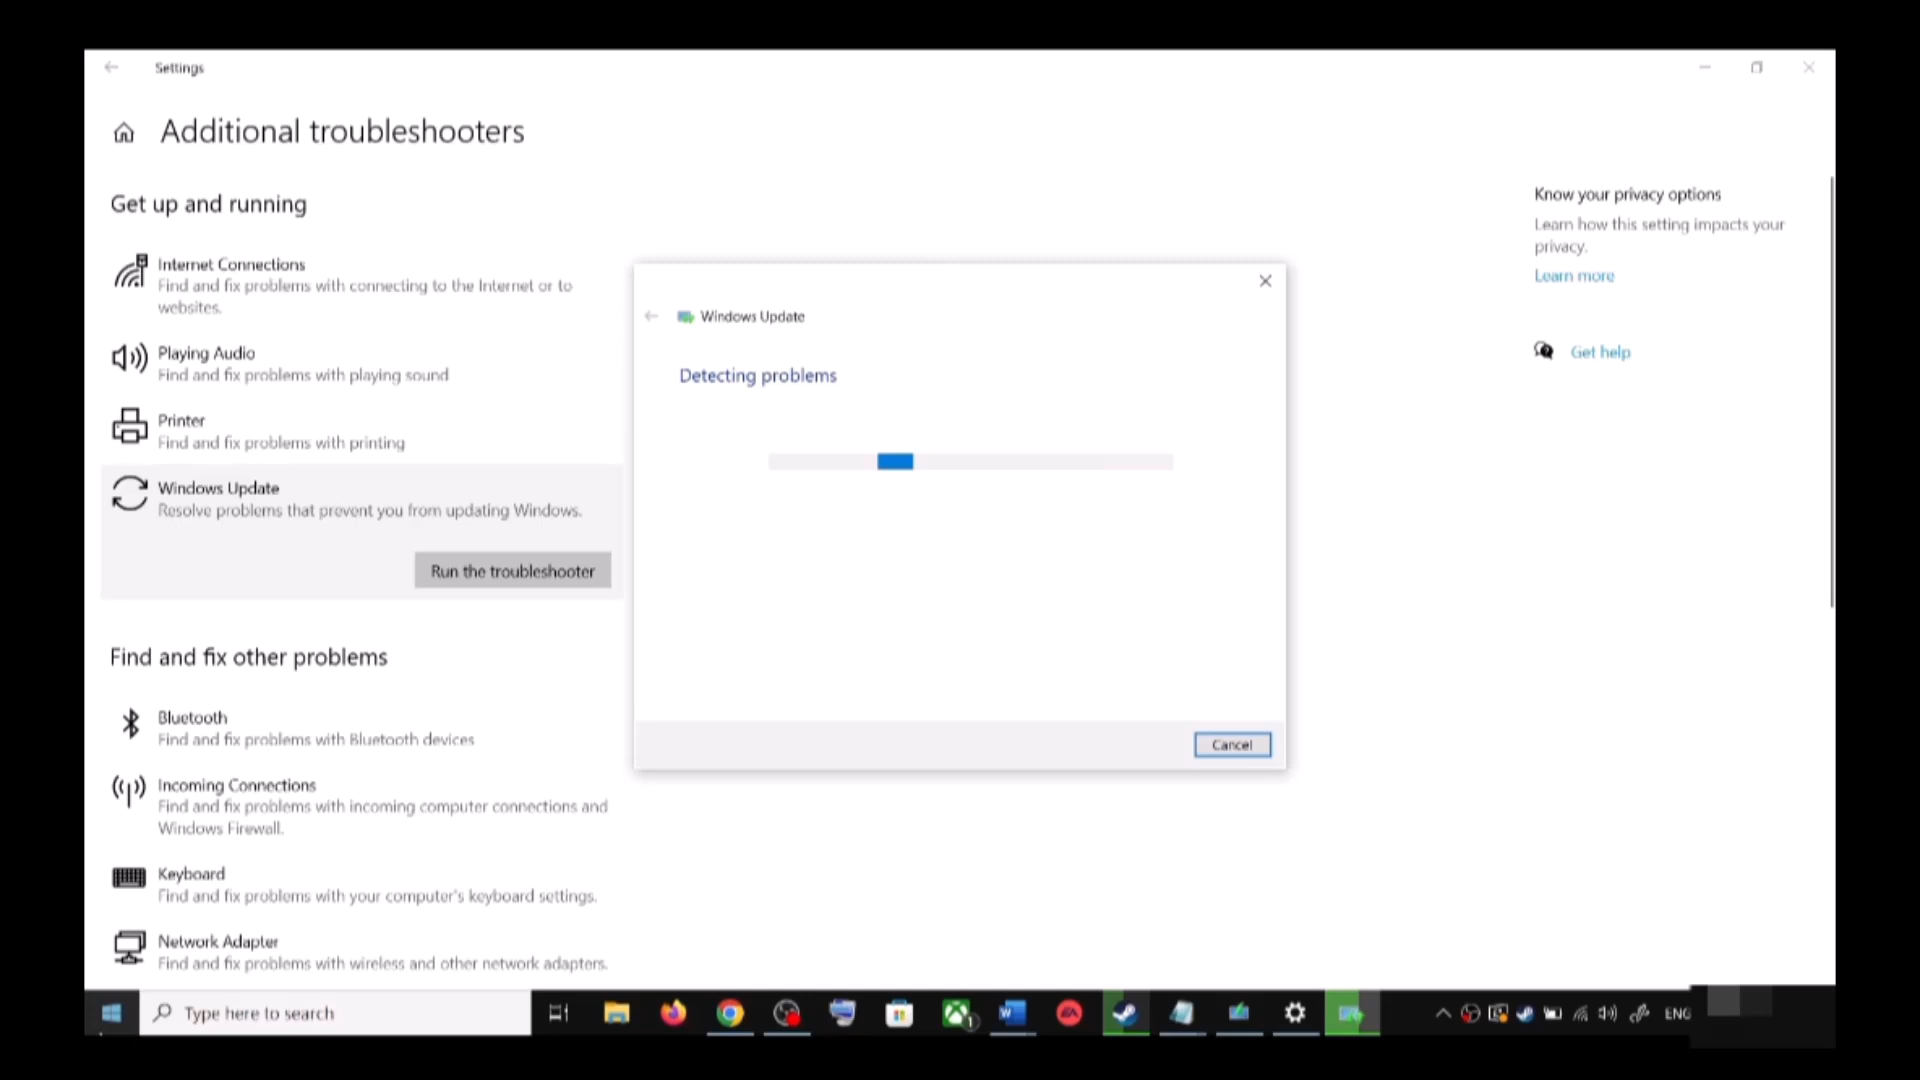 Settings
Additional troubleshooters
Get up and running
Internet Connections
Find and fix problems with connecting to the Internet or to
websites.
Playing Audio
Find and fix problems with playing sound
Printer
Find and fix problems with printing
Windows Update
Resolve problems that prevent you from updating Windows.
Run the troubleshooter
Find and fix other problems
Bluetooth
Find and fix problems with Bluetooth devices
Incoming Connections
Find and fix problems with incoming computer connections and
Windows Firewall.
Keyboard
Find and fix problems with your computer's keyboard settings.
Network Adapter
Find and fix problems with wireless and other network adapters.
Windows Update
Detecting problems
Cancel
Know your privacy options
Learn how this setting impacts your
privacy.
Learn more
Get help
Type here to search
1
W
EA
ENG